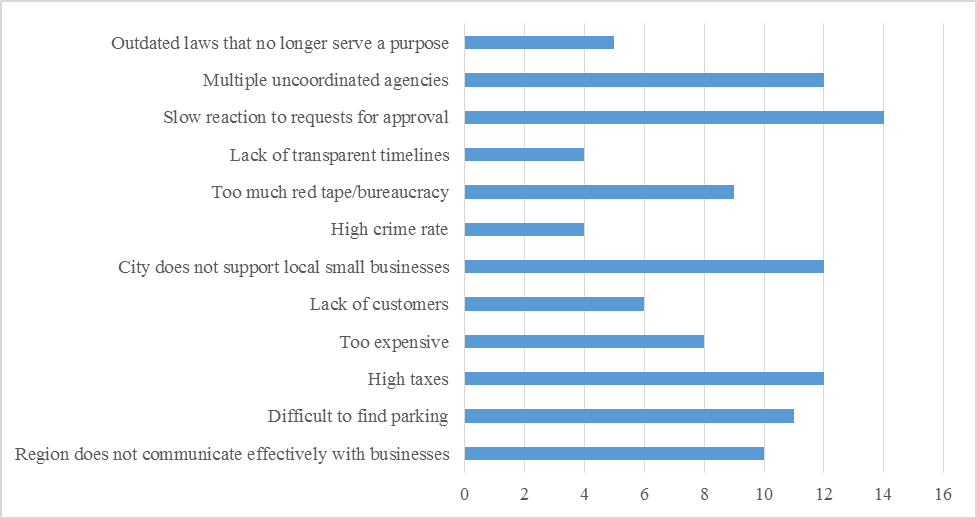 Outdated laws that no longer serve a purpose
Multiple uncoordinated agencies
Slow reaction to requests for approval
Lack of transparent timelines
Too much red tape/bureaucracy
High crime rate
City does not support local small businesses
Lack of customers
Too expensive
High taxes
Difficult to find parking
Region does not communicate effectively with businesses
0 2 4 6 8 10 12 14 16